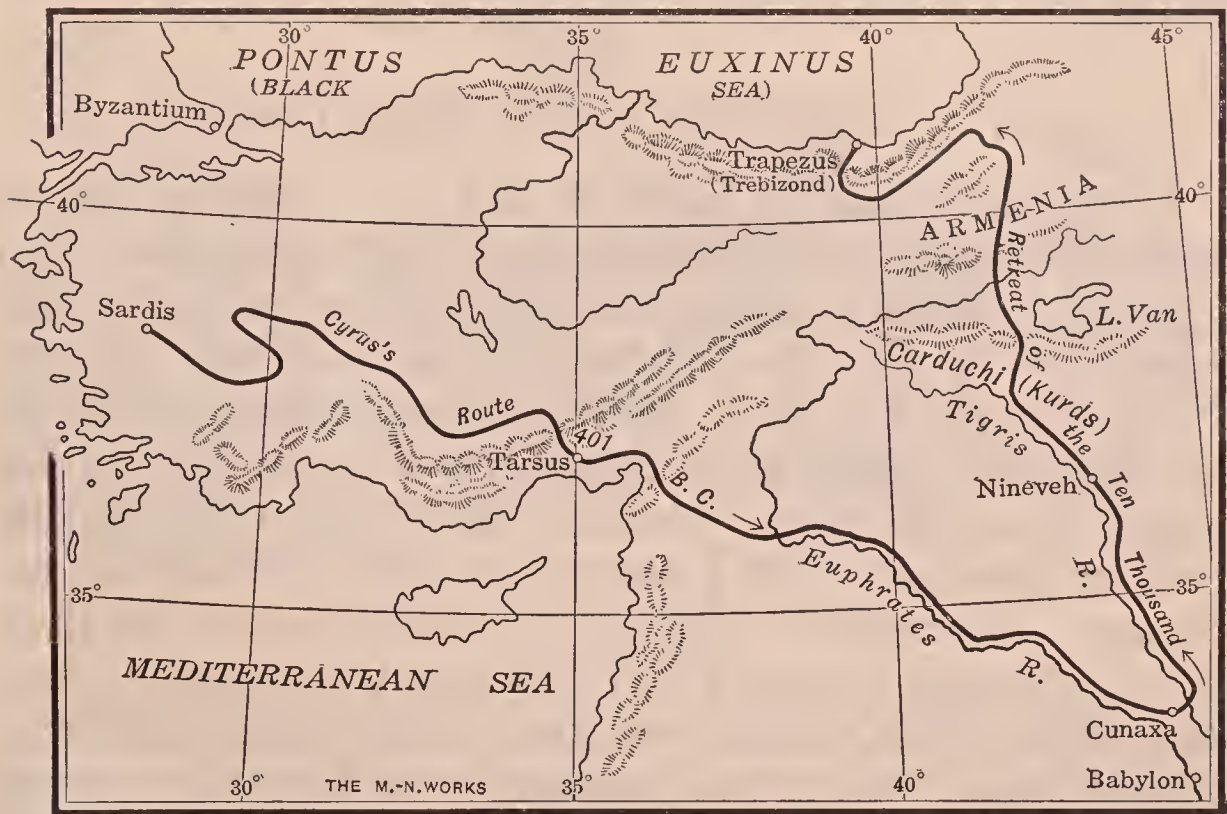 30°
35°
40°
45°
PONTUS
(BLACK
EUXINUS
SEA)
Byzantium
Trapezus
(Trebizond)
40°
40°
ARMENIA
Sardis
Cyrus's
Route
401
B.C.
Tarsus
L. Van
Carduchi
(Kurds)
Tigris
R.
Retreat
of
the
Ten
Thousand
Nineveh
Euphrates
R.
35°
35°
MEDITERRANEAN SEA
Cunaxa
Babylon
30°
THE M.-N. WORKS
35°
40°